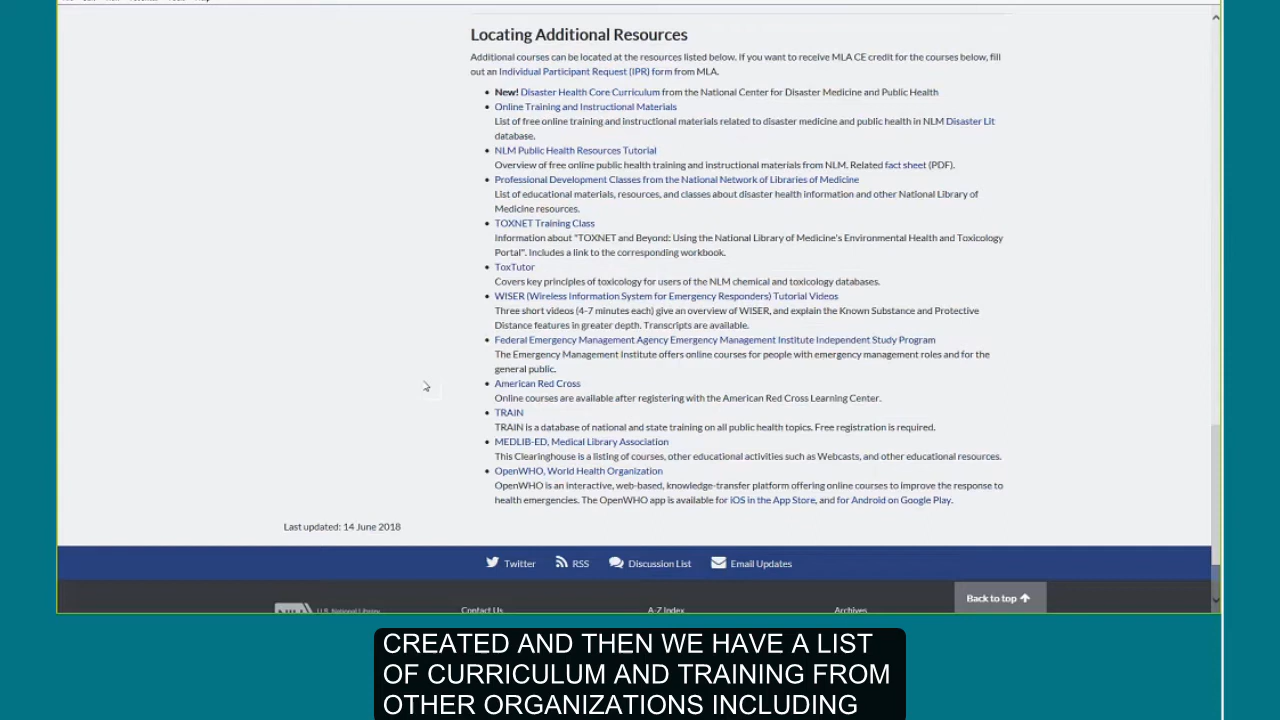 Locating Additional Resources
Additional courses can be located at the resources listed below. If you want to receive MLA CE credit for the courses below, fill
out an Individual Participant Request (IPR) form from MLA.
New! Disaster Health Core Curriculum from the National Center for Disaster Medicine and Public Health
Online Training and Instructional Materials
List of free online training and instructional materials related to disaster medicine and public health in NLM Disaster Lit
database.
NLM Public Health Resources Tutorial
Overview of free online public health training and instructional materials from NLM. Related fact sheet (PDF).
Professional Development Classes from the National Network of Libraries of Medicine
List of educational materials, resources, and classes about disaster health information and other National Library of
Medicine resources.
TOXNET Training Class
Information about "TOXNET and Beyond: Using the National Library of Medicine's Environmental Health and Toxicology
Portal". Includes a link to the corresponding workbook.
ToxTutor
Covers key principles of toxicology for users of the NLM chemical and toxicology databases.
WISER (Wireless Information System for Emergency Responders) Tutorial Videos
Three short videos (4-7 minutes each) give an overview of WISER, and explain the Known Substance and Protective
Distance features in greater depth. Transcripts are available.
Federal Emergency Management Agency Emergency Management Institute Independent Study Program
The Emergency Management Institute offers online courses for people with emergency management roles and for the
general public.
American Red Cross
Online courses are available after registering with the American Red Cross Learning Center.
TRAIN
TRAIN is a database of national and state training on all public health topics. Free registration is required.
MEDLIB-ED, Medical Library Association
This Clearinghouse is a listing of courses, other educational activities such as Webcasts, and other educational resources.
OpenWHO, World Health Organization
OpenWHO is an interactive, web-based, knowledge-transfer platform offering online courses to improve the response to
health emergencies. The OpenWHO app is available for iOS in the App Store, and for Android on Google Play.
Last updated: 14 June 2018
Twitter RSS Discussion List Email Updates
Back to top
U.S. National Library Contact Us A-Z Index Archives
CREATED AND THEN WE HAVE A LIST
OF CURRICULUM AND TRAINING FROM
OTHER ORGANIZATIONS INCLUDING